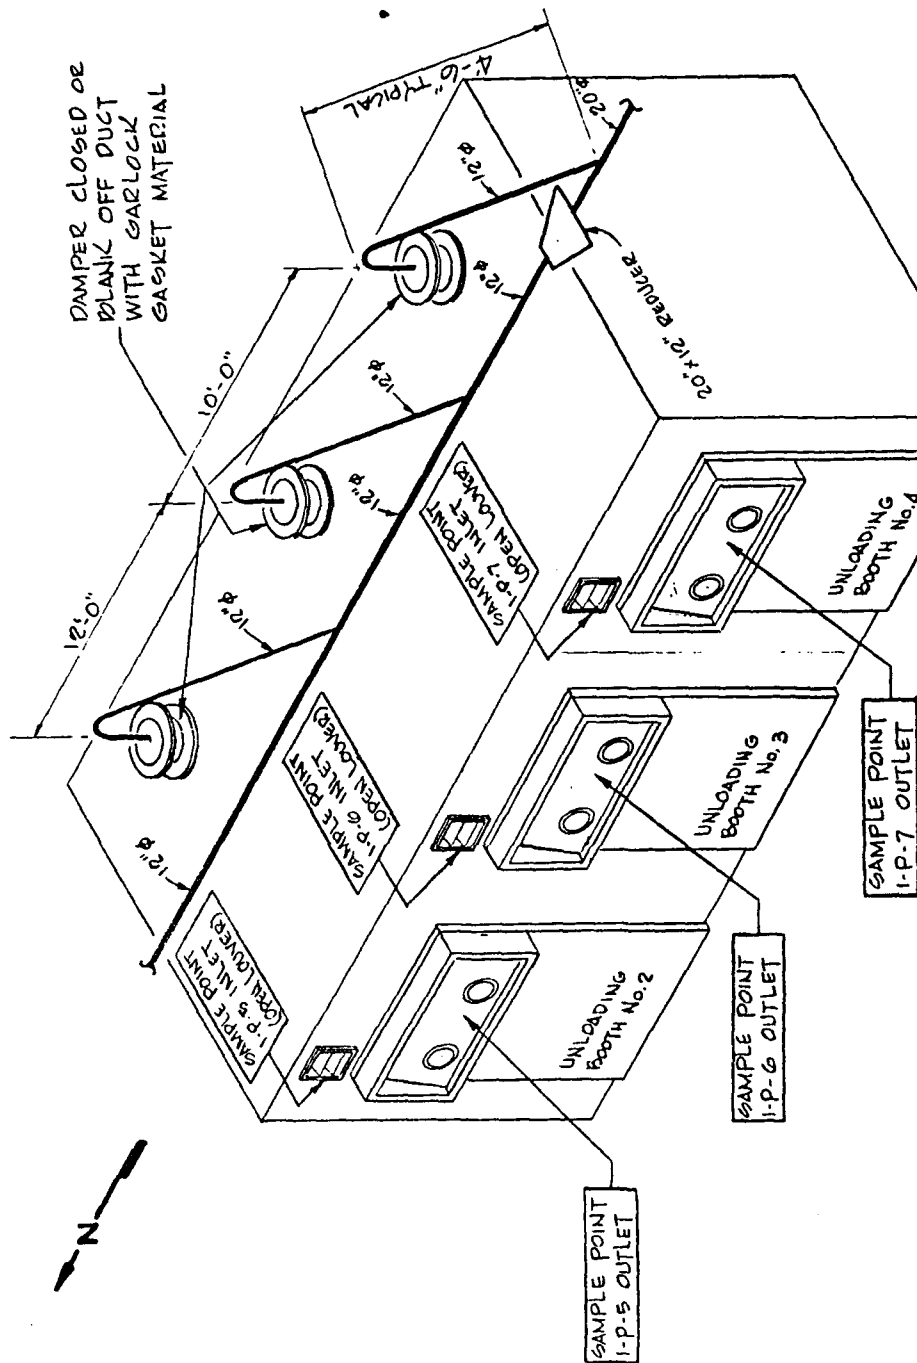 DAMPER CLOSED OR
BLANK OFF DUCT
WITH GARLOCK
GASKET MATERIAL
4'-6" TYPICAL
10'-0"
12'-0"
20"ø
12"ø
12"ø
12"ø
12"ø
12"ø
12"ø
20"x12" REDUCER
SAMPLE POINT
1-P-7 INLET
(OPEN LOUVER)
SAMPLE POINT
1-P-6 INLET
(OPEN LOUVER)
SAMPLE POINT
1-P-5 INLET
(OPEN LOUVER)
UNLOADING
BOOTH No. 4
UNLOADING
BOOTH No. 3
UNLOADING
BOOTH No. 2
SAMPLE POINT
1-P-7 OUTLET
SAMPLE POINT
1-P-6 OUTLET
SAMPLE POINT
1-P-5 OUTLET
N